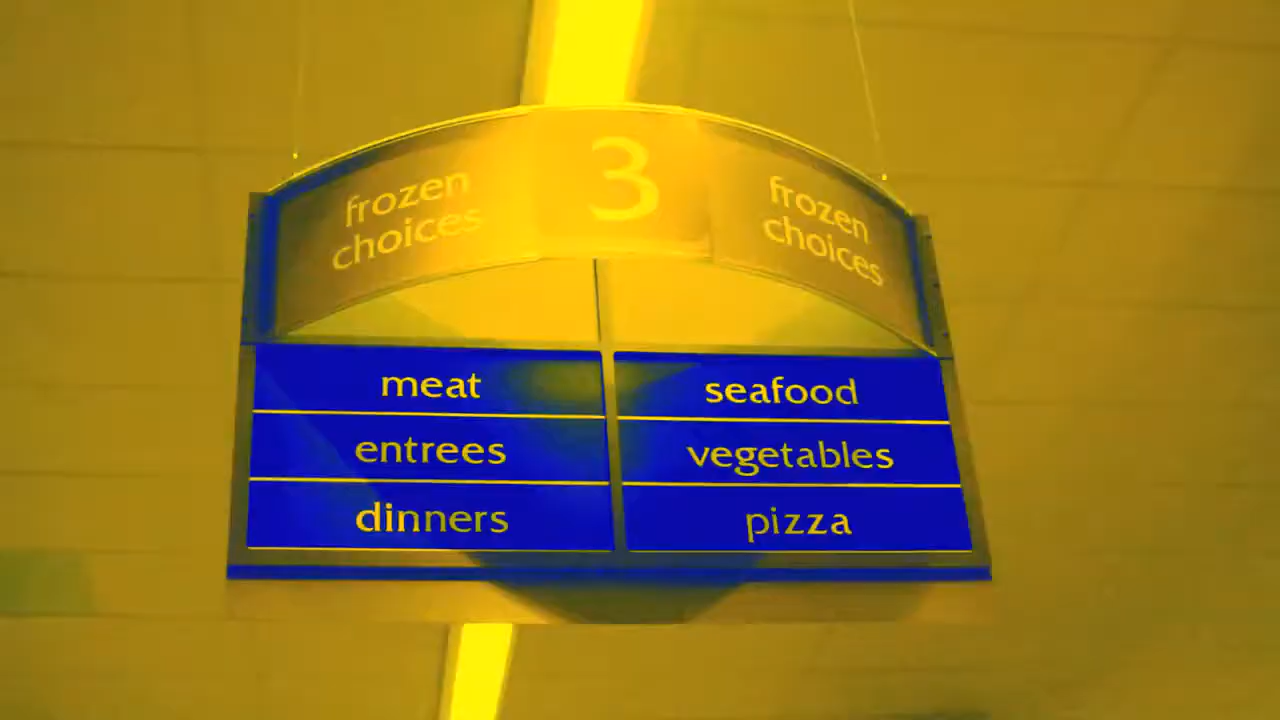 frozen
choices
3
frozen
choices
meat
seafood
entrees
vegetables
dinners
pizza